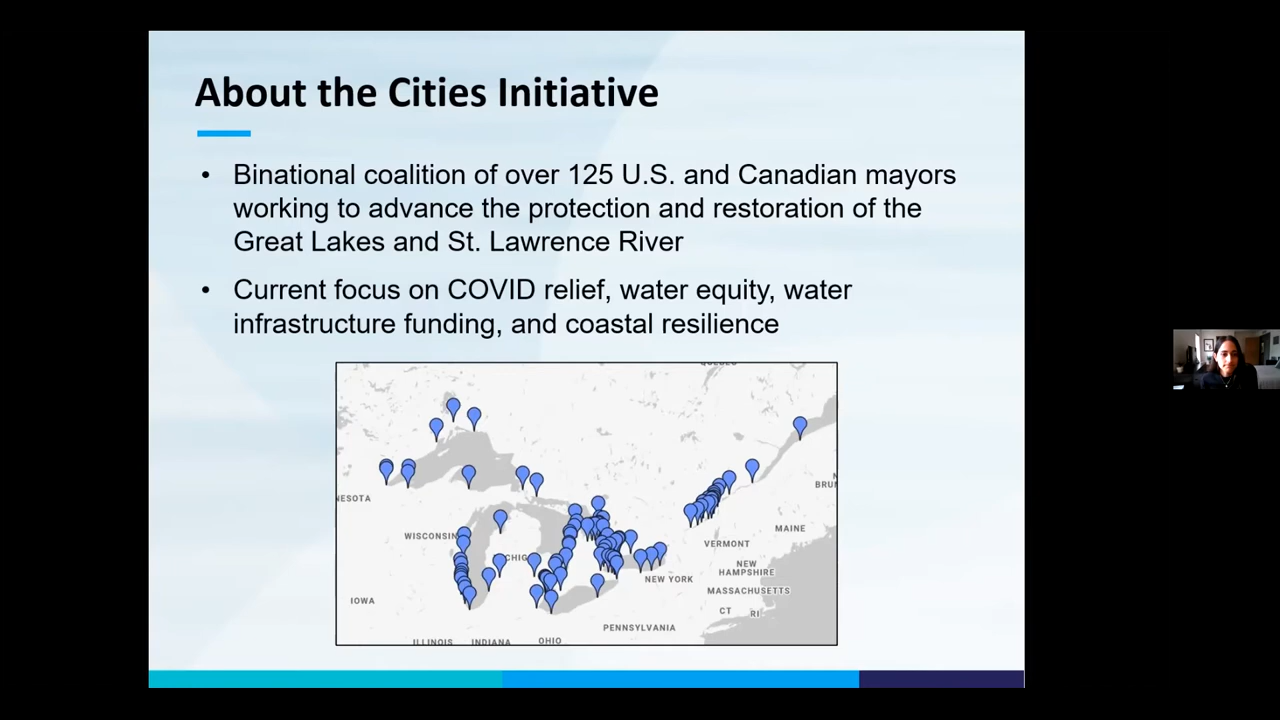 About the Cities Initiative
• Binational coalition of over 125 U.S. and Canadian mayors
working to advance the protection and restoration of the
Great Lakes and St. Lawrence River
• Current focus on COVID relief, water equity, water
infrastructure funding, and coastal resilience
NESOTA
BRU
MAINE
WISCONSIN
CHIG
VERMONT
NEW
HAMPSHIRE
NEW YORK
MASSACHUSETTS
IOWA
CT RI
PENNSYLVANIA
ILLINOIS INDIANA OHIO